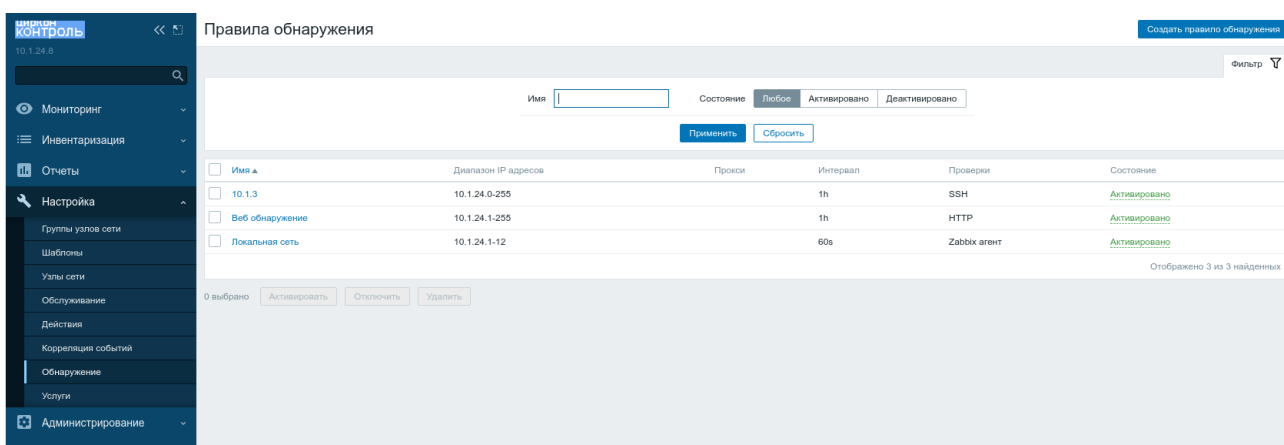 циркон
контроль
10.1.24.8
Мониторинг
Инвентаризация
Отчеты
Настройка
Группы узлов сети
Шаблоны
Узлы сети
Обслуживание
Действия
Корреляция событий
Обнаружение
Услуги
Администрирование
Правила обнаружения
Создать правило обнаружения
Фильтр
Имя Состояние Любое Активировано Деактивировано
Применить Сбросить
Имя Диапазон IP адресов Прокси Интервал Проверки Состояние
10.1.3 10.1.24.0-255 1h SSH Активировано
Веб обнаружение 10.1.24.1-255 1h HTTP Активировано
Локальная сеть 10.1.24.1-12 60s Zabbix агент Активировано
Отображено 3 из 3 найденных
0 выбрано Активировать Отключить Удалить